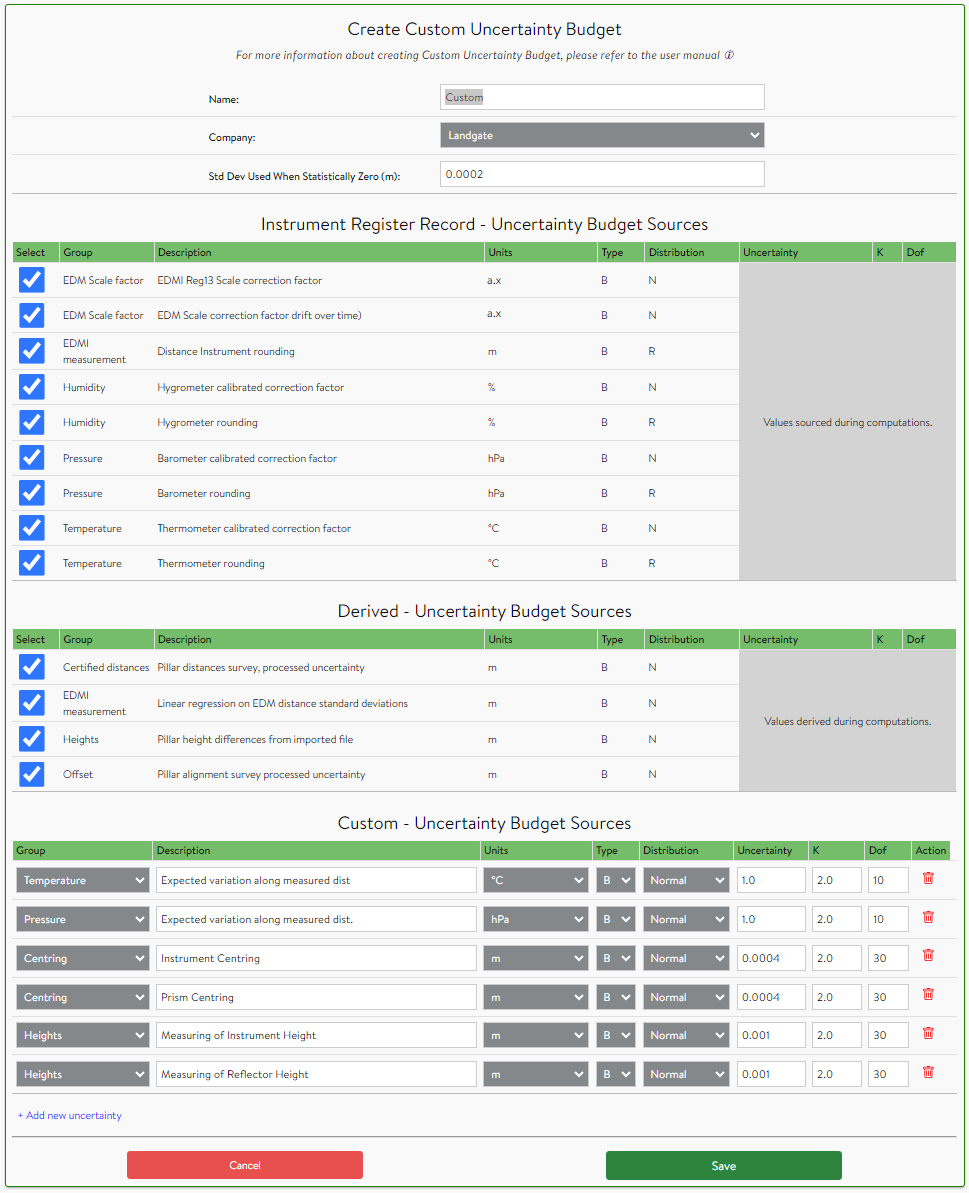 Create Custom Uncertainty Budget
For more information about creating Custom Uncertainty Budget, please refer to the user manual
Name: Custom
Company: Landgate
Std Dev Used When Statistically Zero (m): 0.0002
Instrument Register Record - Uncertainty Budget Sources
Select Group Description Units Type Distribution Uncertainty K Dof
EDM Scale factor EDMI Reg13 Scale correction factor a.x B N
EDM Scale factor EDM Scale correction factor drift over time) a.x B N
EDMI
measurement Distance Instrument rounding m B R
Humidity Hygrometer calibrated correction factor % B N
Humidity Hygrometer rounding % B R Values sourced during computations.
Pressure Barometer calibrated correction factor hPa B N
Pressure Barometer rounding hPa B R
Temperature Thermometer calibrated correction factor °C B N
Temperature Thermometer rounding °C B R
Derived - Uncertainty Budget Sources
Select Group Description Units Type Distribution Uncertainty K Dof
Certified distances Pillar distances survey, processed uncertainty m B N
EDMI
measurement Linear regression on EDM distance standard deviations m B N
Values derived during computations.
Heights Pillar height differences from imported file m B N
Offset Pillar alignment survey processed uncertainty m B N
Custom - Uncertainty Budget Sources
Group Description Units Type Distribution Uncertainty K Dof Action
Temperature Expected variation along measured dist °C B Normal 1.0 2.0 10
Pressure Expected variation along measured dist. hPa B Normal 1.0 2.0 10
Centring Instrument Centring m B Normal 0.0004 2.0 30
Centring Prism Centring m B Normal 0.0004 2.0 30
Heights Measuring of Instrument Height m B Normal 0.001 2.0 30
Heights Measuring of Reflector Height m B Normal 0.001 2.0 30
+ Add new uncertainty
Cancel Save